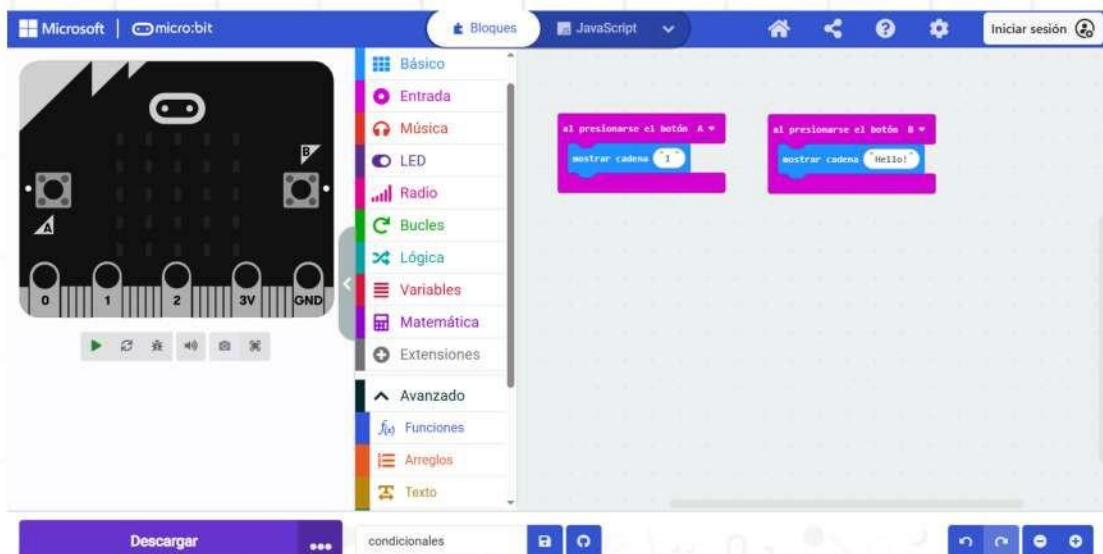 Microsoft | micro:bit
Bloques
JavaScript
Iniciar sesión
Básico
Entrada
Música
LED
Radio
Bucles
Lógica
Variables
Matemática
Extensiones
Avanzado
Funciones
Arreglos
Texto
B
A
0 1 2 3V GND
al presionarse el botón A
mostrar cadena "1"
al presionarse el botón B
mostrar cadena "Hello!"
Descargar
condicionales